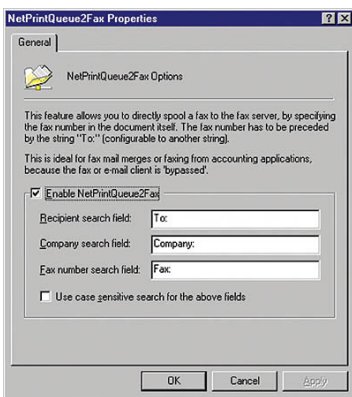 NetPrintQueue2Fax Properties
General
NetPrintQueue2Fax Options
This feature allows you to directly spool a fax to the fax server, by specifying
the fax number in the document itself. The fax number has to be preceded
by the string "To:" (configurable to another string).
This is ideal for fax mail merges or faxing from accounting applications,
because the fax or e-mail client is 'bypassed'.
Enable NetPrintQueue2Fax
Recipient search field: To:
Company search field: Company:
Fax number search field: Fax:
Use case sensitive search for the above fields
OK Cancel Apply